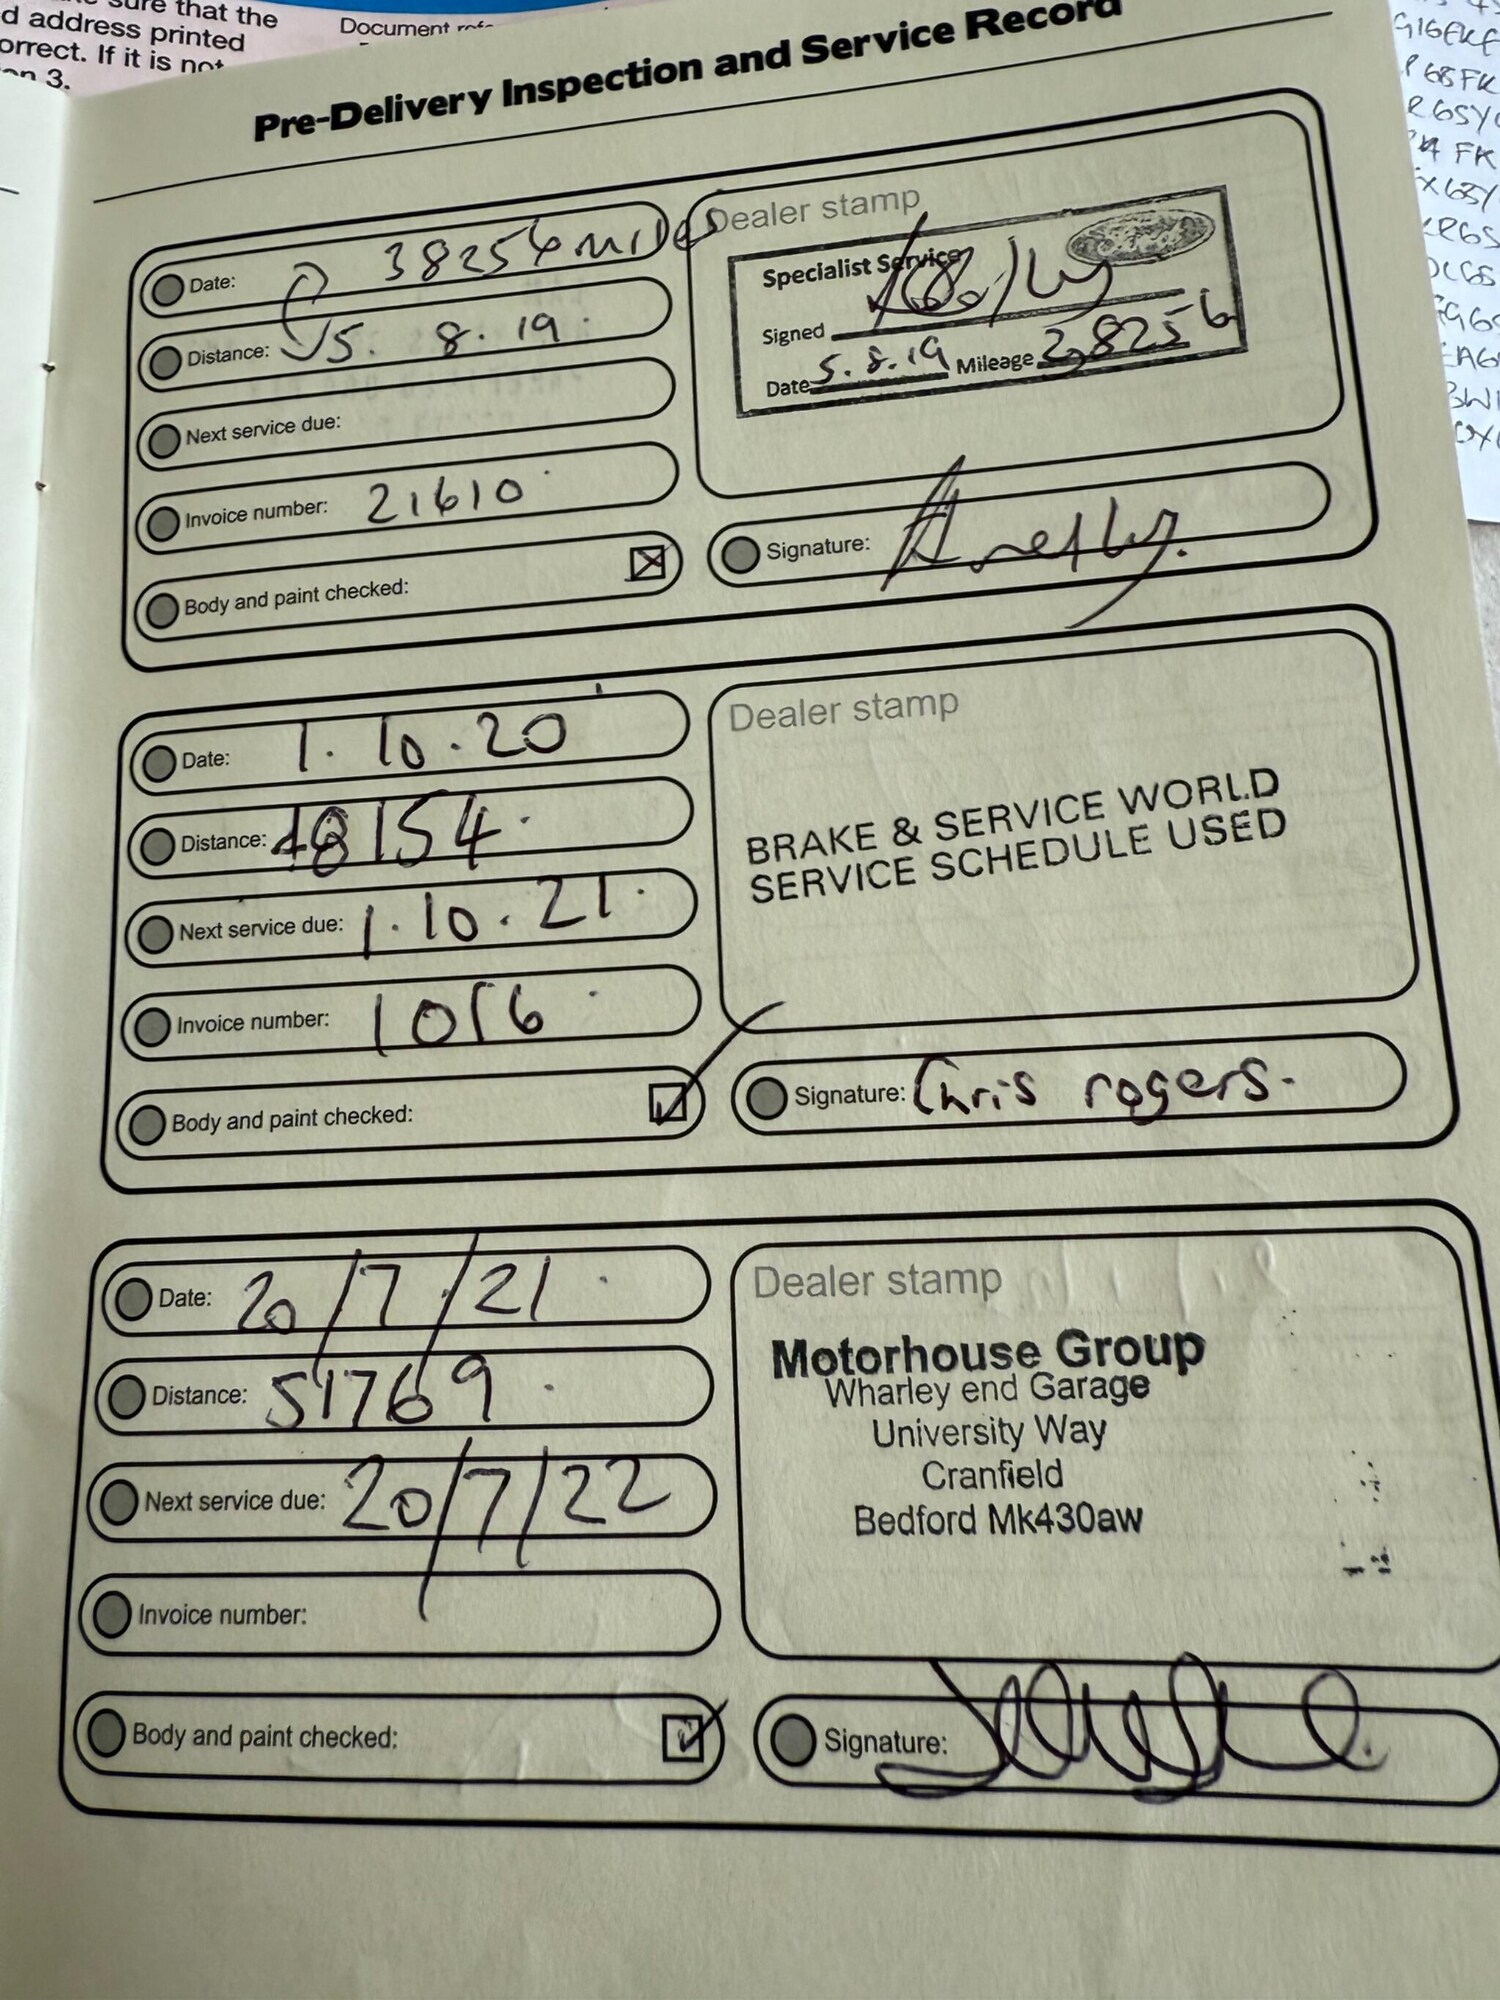 sure that the
d address printed
orrect. If it is not
on 3.
Document
Pre-Delivery Inspection and Service Record
Date: 38256 miles
Distance: 5. 8. 19.
Next service due:
Invoice number: 21610
Body and paint checked:
Dealer stamp
Specialist Service
Signed
Date 5.8.19 Mileage 38256
Signature:
Date: 1.10.20
Distance: 48154.
Next service due: 1.10.21.
Invoice number: 1056
Body and paint checked:
Dealer stamp
BRAKE & SERVICE WORLD
SERVICE SCHEDULE USED
Signature: Chris rogers.
Date: 20/7/21
Distance: 51769
Next service due: 20/7/22
Invoice number:
Body and paint checked:
Dealer stamp
Motorhouse Group
Wharley end Garage
University Way
Cranfield
Bedford Mk430aw
Signature: